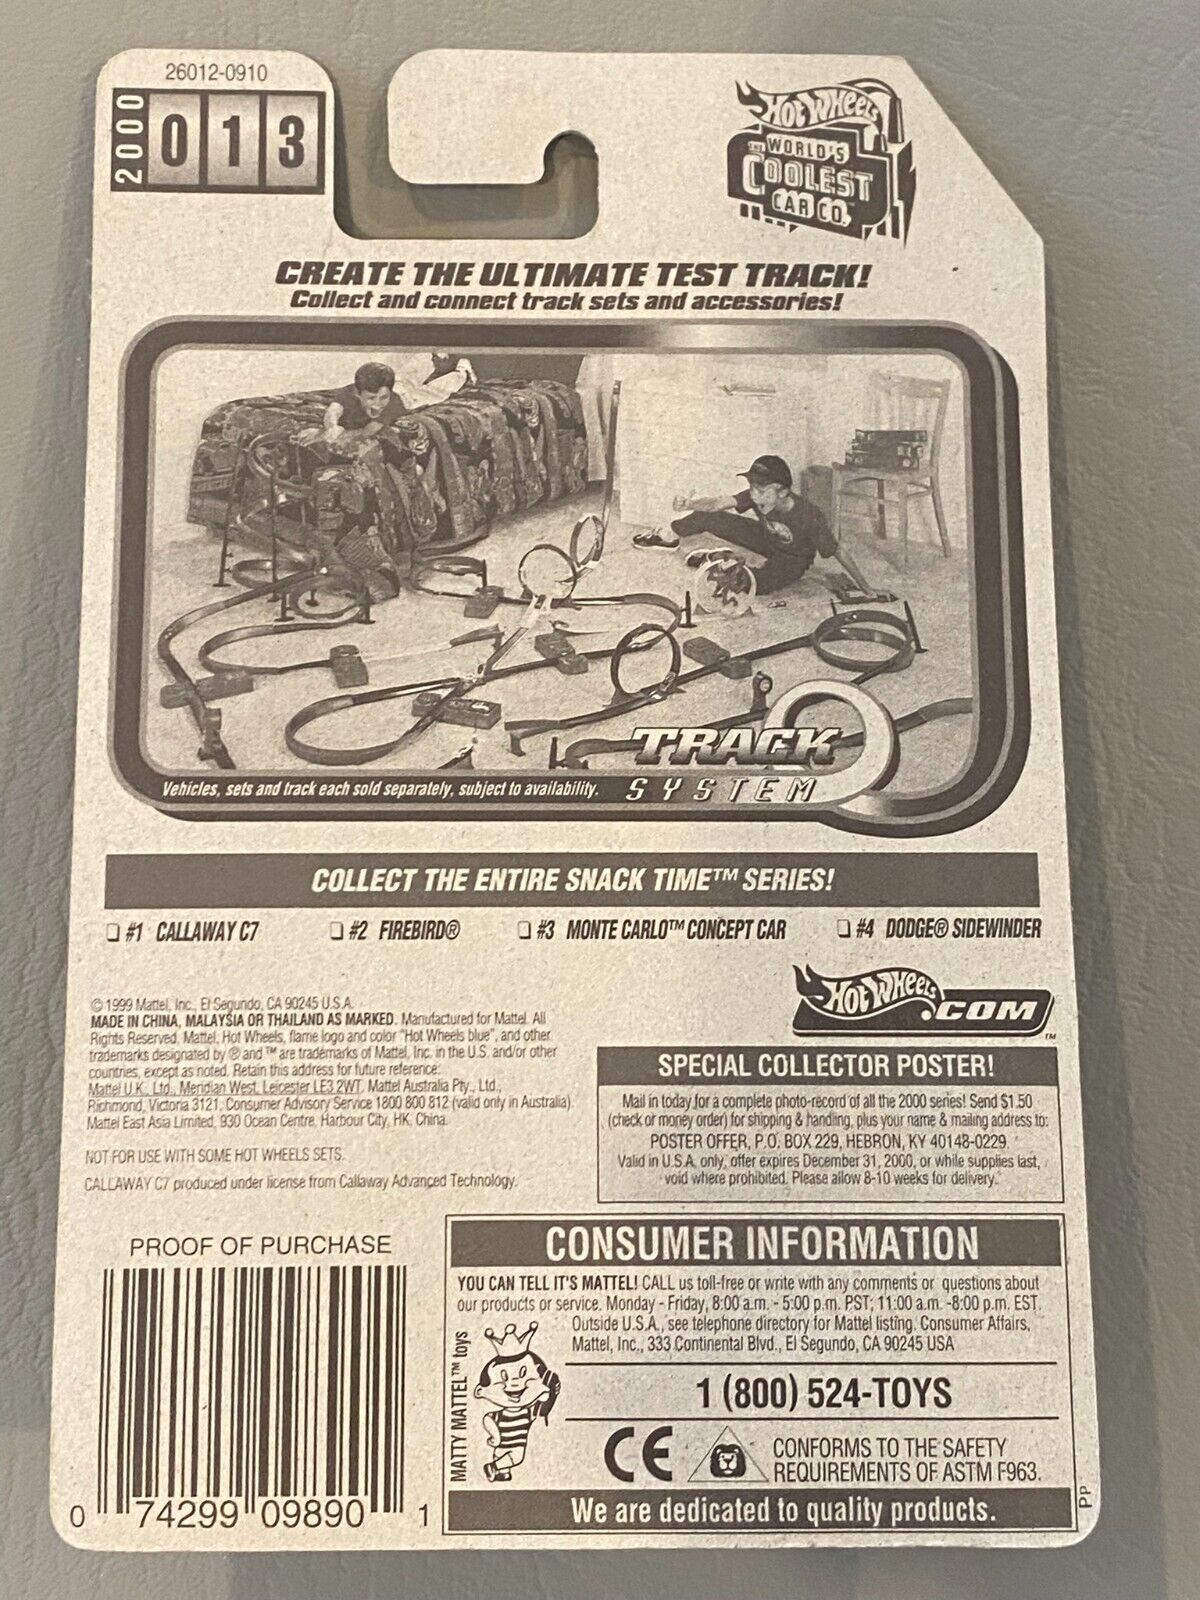 26012-0910
2000
013
HOT WHEELS
THE WORLD'S
COOLEST
CAR CO.
CREATE THE ULTIMATE TEST TRACK!
Collect and connect track sets and accessories!
TRACK
SYSTEM
Vehicles, sets and track each sold separately, subject to availability.
COLLECT THE ENTIRE SNACK TIME™ SERIES!
❏ #1 CALLAWAY C7 ❏ #2 FIREBIRD® ❏ #3 MONTE CARLO™ CONCEPT CAR ❏ #4 DODGE® SIDEWINDER
HOT WHEELS.COM™
© 1999 Mattel, Inc., El Segundo, CA 90245 U.S.A.
MADE IN CHINA, MALAYSIA OR THAILAND AS MARKED. Manufactured for Mattel. All
Rights Reserved. Mattel, Hot Wheels, flame logo and color "Hot Wheels blue", and other
trademarks designated by ® and ™ are trademarks of Mattel, Inc. in the U.S. and/or other
countries, except as noted. Retain this address for future reference:
Mattel U.K., Ltd., Meridian West, Leicester LE3 2WT. Mattel Australia Pty., Ltd.,
Richmond, Victoria 3121. Consumer Advisory Service 1800 800 812 (valid only in Australia).
Mattel East Asia Limited, 930 Ocean Centre, Harbour City, HK, China.
NOT FOR USE WITH SOME HOT WHEELS SETS.
CALLAWAY C7 produced under license from Callaway Advanced Technology.
SPECIAL COLLECTOR POSTER!
Mail in today for a complete photo-record of all the 2000 series! Send $1.50
(check or money order) for shipping & handling, plus your name & mailing address to:
POSTER OFFER, P.O. BOX 229, HEBRON, KY 40148-0229.
Valid in U.S.A. only, offer expires December 31, 2000, or while supplies last,
void where prohibited. Please allow 8-10 weeks for delivery.
PROOF OF PURCHASE
0 74299 09890 1
CONSUMER INFORMATION
YOU CAN TELL IT'S MATTEL! CALL us toll-free or write with any comments or questions about
our products or service. Monday - Friday, 8:00 a.m. - 5:00 p.m. PST; 11:00 a.m. -8:00 p.m. EST.
Outside U.S.A., see telephone directory for Mattel listing. Consumer Affairs,
Mattel, Inc., 333 Continental Blvd., El Segundo, CA 90245 USA
MATTY MATTEL™ toys
1 (800) 524-TOYS
CE
CONFORMS TO THE SAFETY
REQUIREMENTS OF ASTM F963.
We are dedicated to quality products.
PP